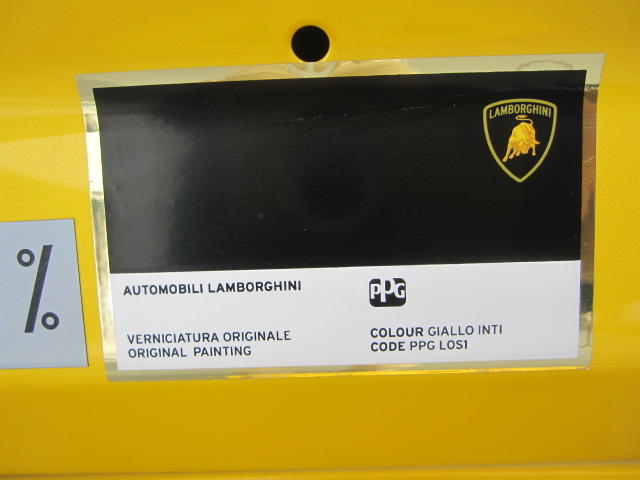 LAMBORGHINI
%
AUTOMOBILI LAMBORGHINI
PPG
VERNICIATURA ORIGINALE
ORIGINAL PAINTING
COLOUR GIALLO INTI
CODE PPG LOS1